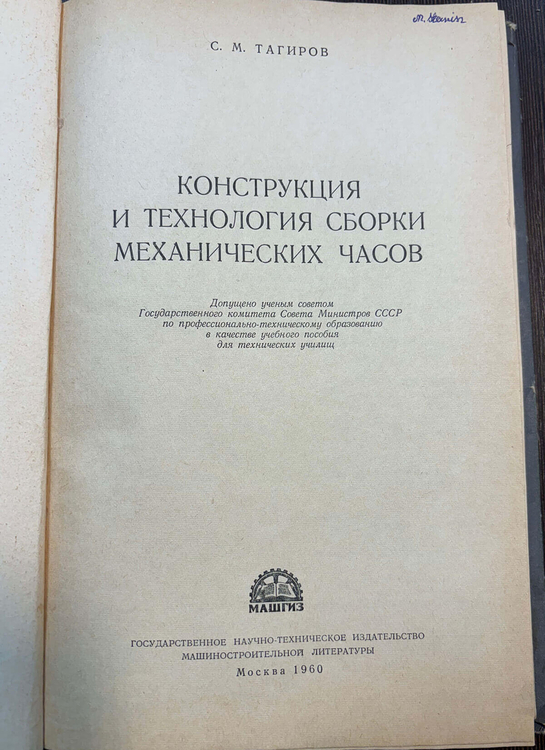 С. М. ТАГИРОВ
КОНСТРУКЦИЯ
И ТЕХНОЛОГИЯ СБОРКИ
МЕХАНИЧЕСКИХ ЧАСОВ
Допущено ученым советом
Государственного комитета Совета Министров СССР
по профессионально-техническому образованию
в качестве учебного пособия
для технических училищ
МАШГИЗ
ГОСУДАРСТВЕННОЕ НАУЧНО-ТЕХНИЧЕСКОЕ ИЗДАТЕЛЬСТВО
МАШИНОСТРОИТЕЛЬНОЙ ЛИТЕРАТУРЫ
Москва 1960